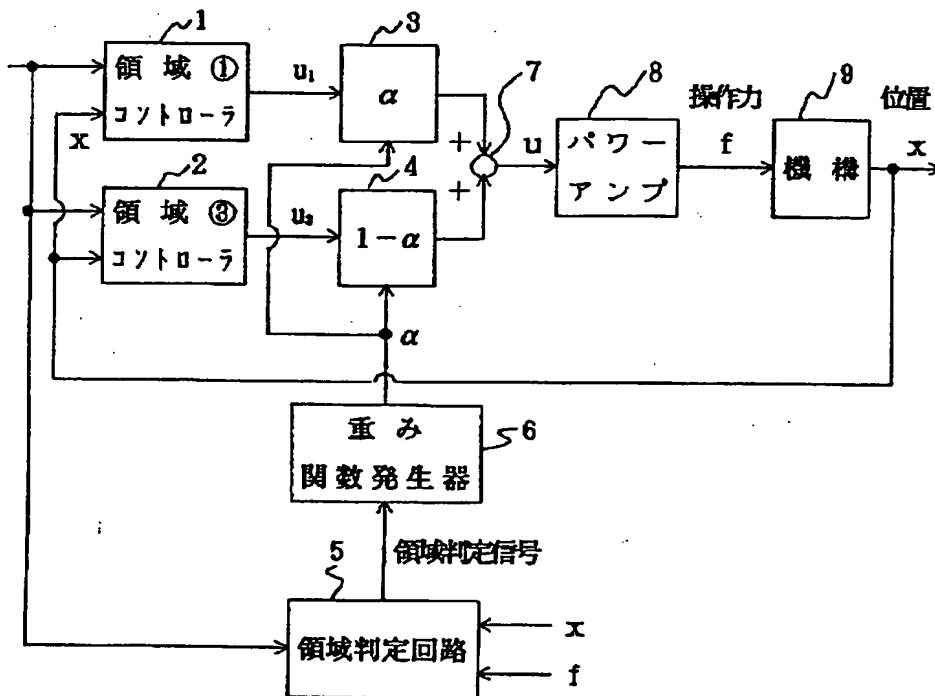 1
領域 ①
コントローラ
x
u₁
3
α
2
領域 ③
コントローラ
u₂
4
1-α
+
+
7
u
8
パワー
アンプ
操作力
f
9
機構
位置
x
α
重み
関数発生器
6
領域判定信号
5
領域判定回路
x
f